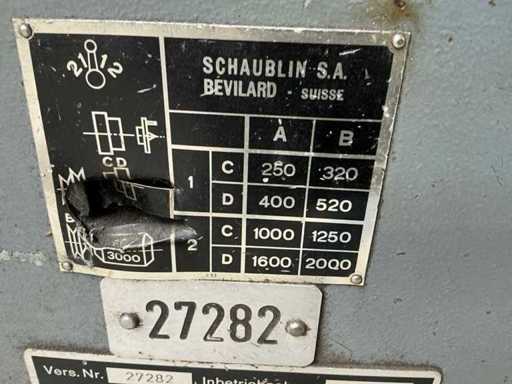 2 1 1 2
SCHAUBLIN S.A.
BEVILARD - SUISSE
A B
C D
1 C 250 320
D 400 520
2 C 1000 1250
D 1600 2000
B
3000
27282
Vers. Nr. 27282